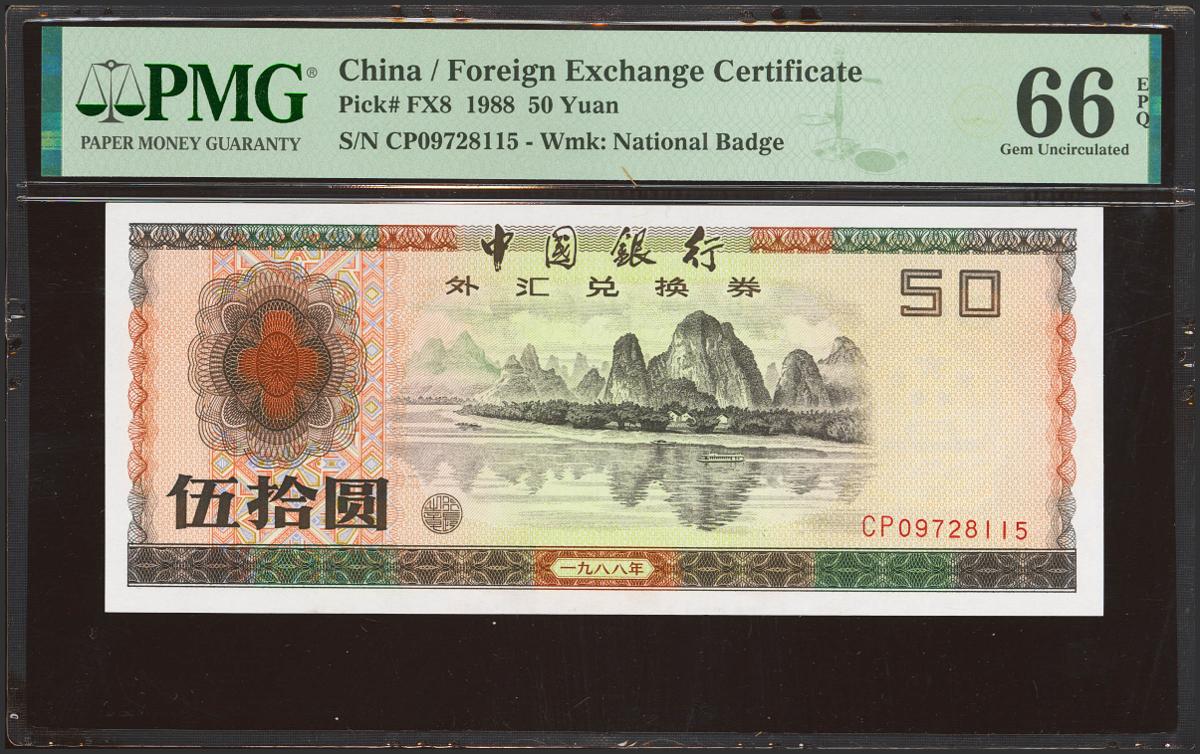 PMG®
PAPER MONEY GUARANTY
China / Foreign Exchange Certificate
Pick# FX8 1988 50 Yuan
S/N CP09728115 - Wmk: National Badge
66 EPQ
Gem Uncirculated
中國銀行
外汇兑换券
50
伍拾圆
CP09728115
一九八八年